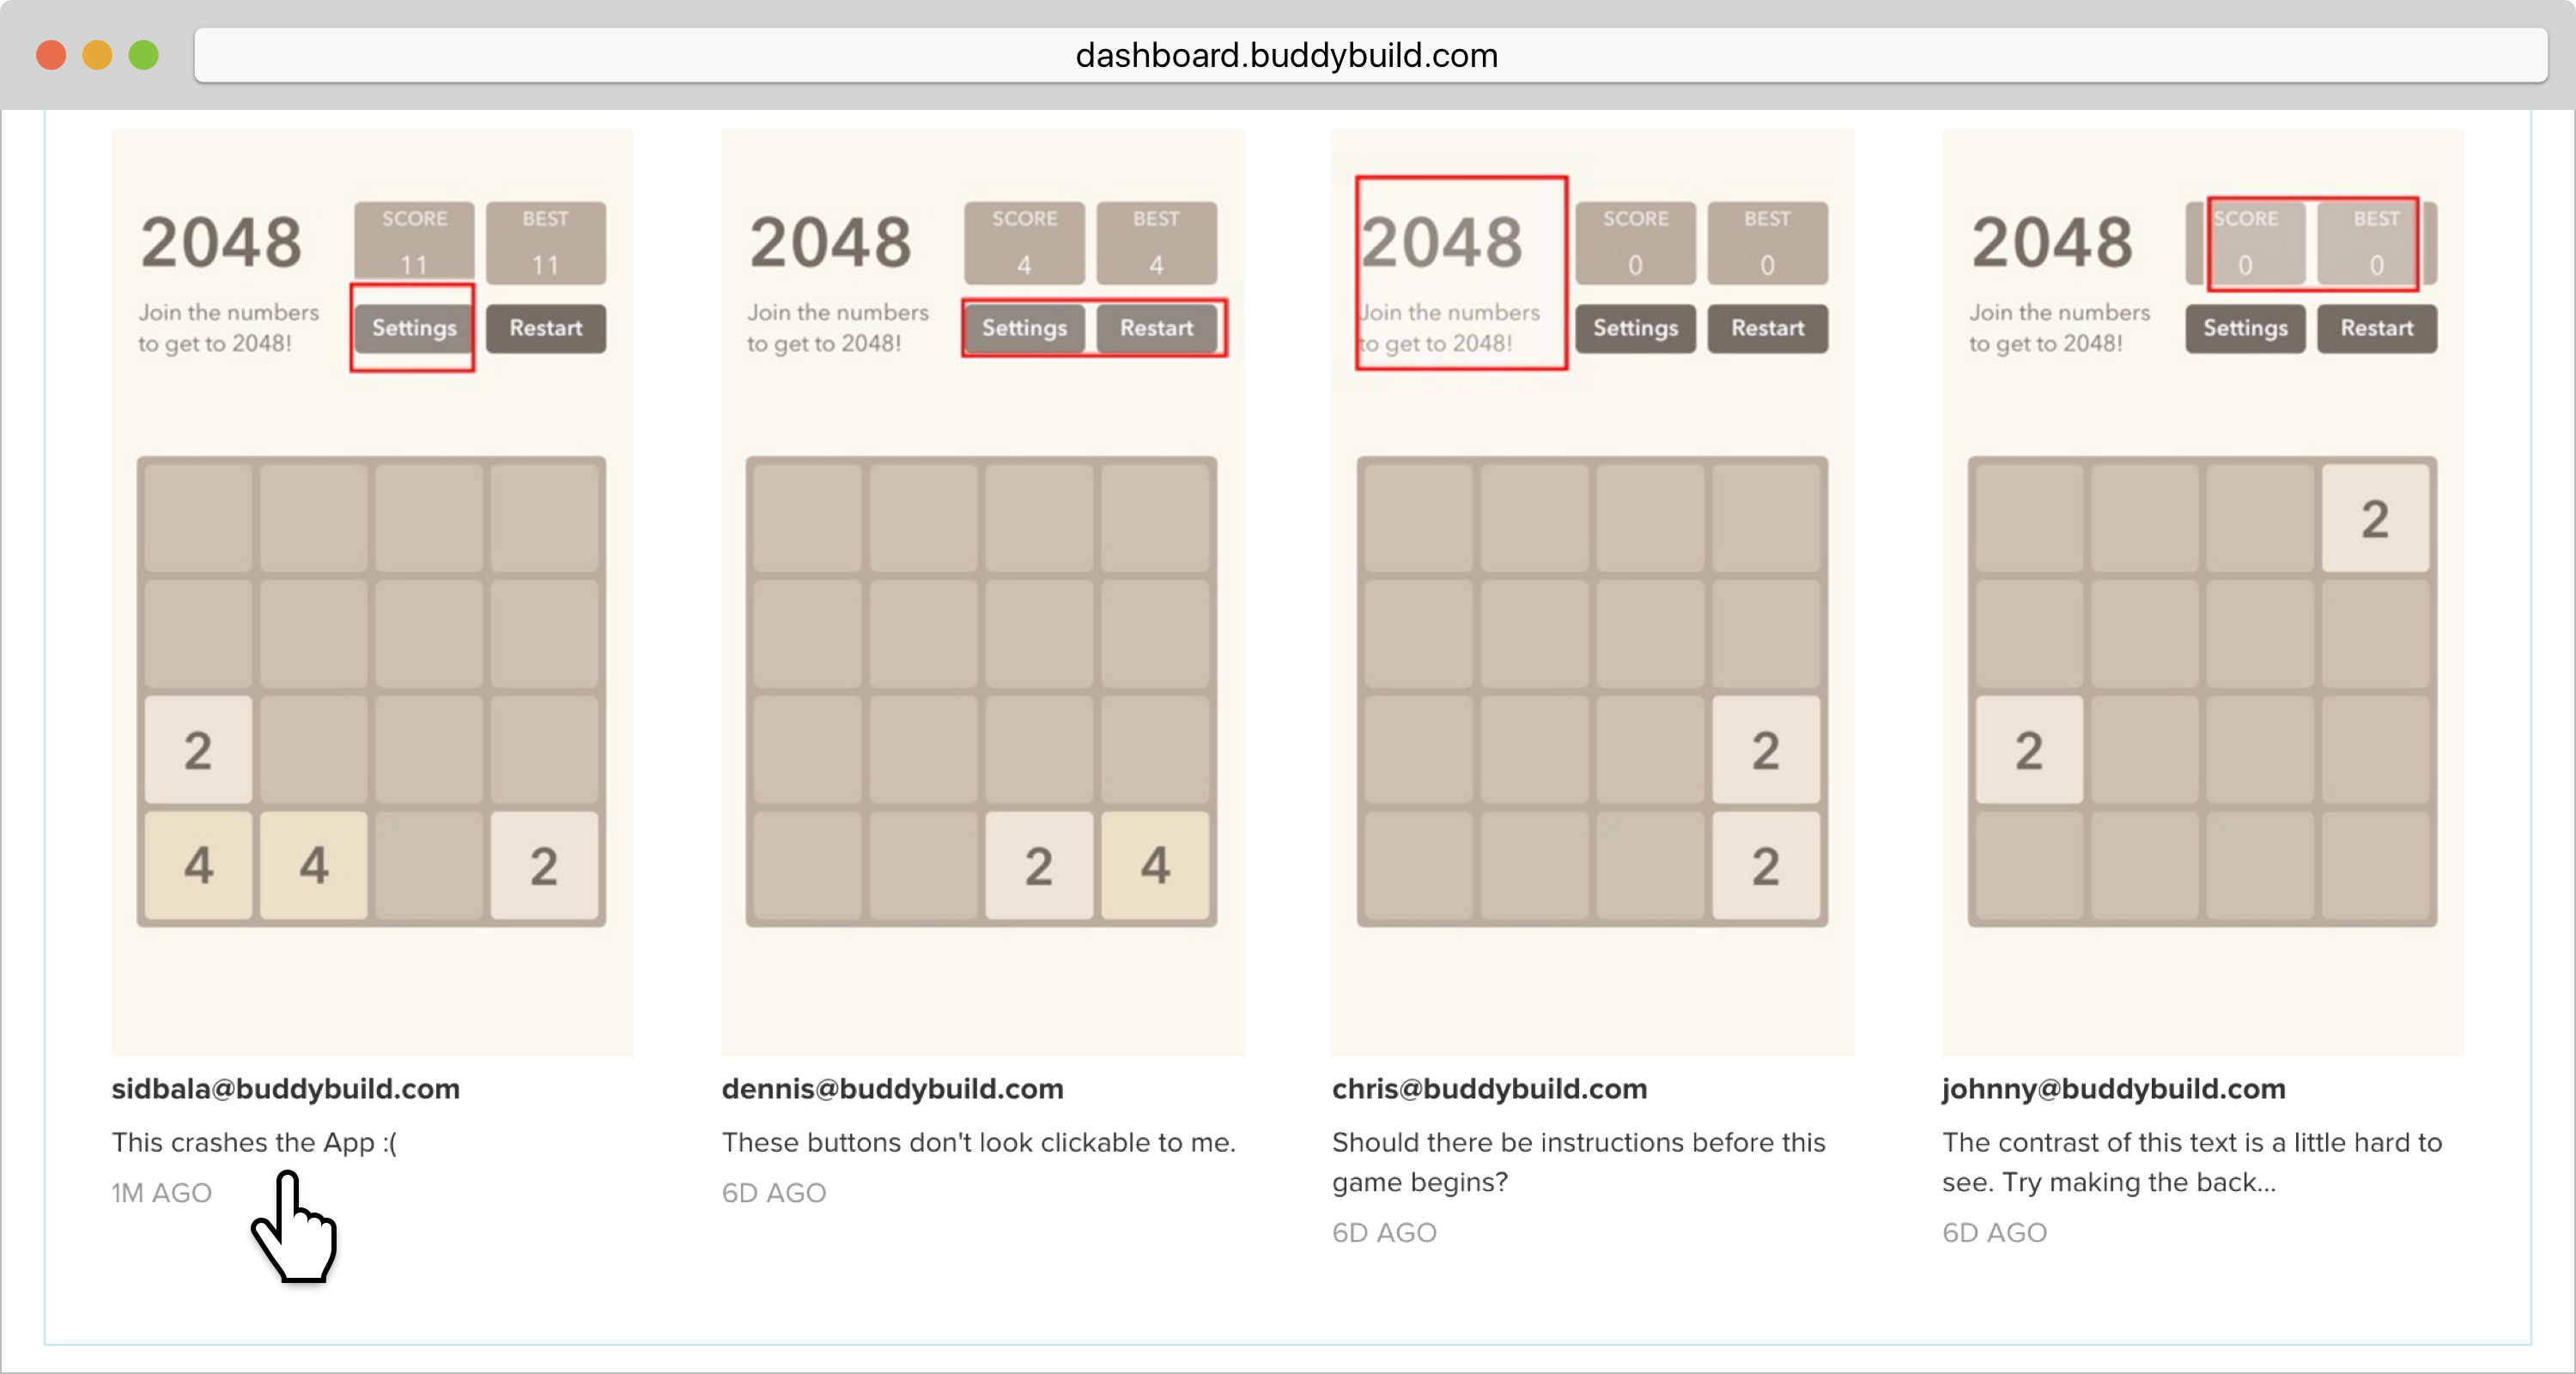 dashboard.buddybuild.com
2048
SCORE
11
BEST
11
Join the numbers
to get to 2048!
Settings
Restart
2
4
4
2
sidbala@buddybuild.com
This crashes the App :(
1M AGO
2048
SCORE
4
BEST
4
Join the numbers
to get to 2048!
Settings
Restart
2
4
dennis@buddybuild.com
These buttons don't look clickable to me.
6D AGO
2048
SCORE
0
BEST
0
Join the numbers
to get to 2048!
Settings
Restart
2
2
chris@buddybuild.com
Should there be instructions before this
game begins?
6D AGO
2048
SCORE
0
BEST
0
Join the numbers
to get to 2048!
Settings
Restart
2
2
johnny@buddybuild.com
The contrast of this text is a little hard to
see. Try making the back...
6D AGO